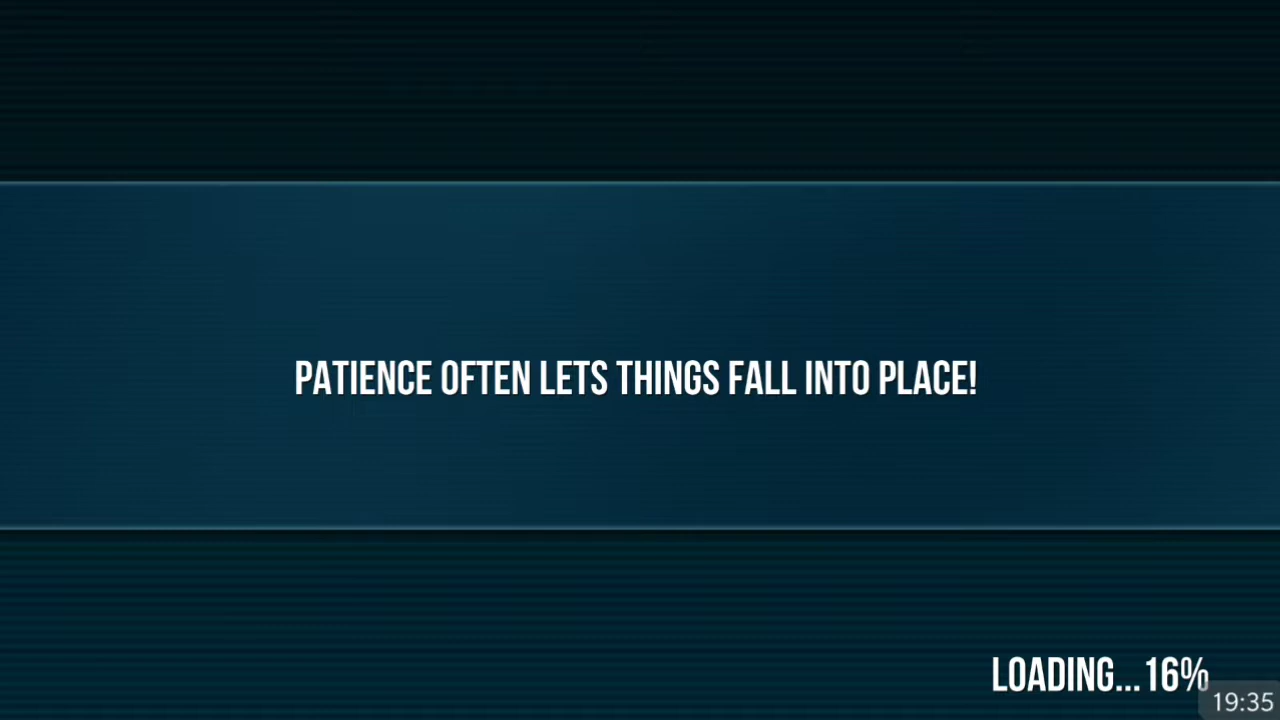 PATIENCE OFTEN LETS THINGS FALL INTO PLACE!
LOADING... 16%
19:35